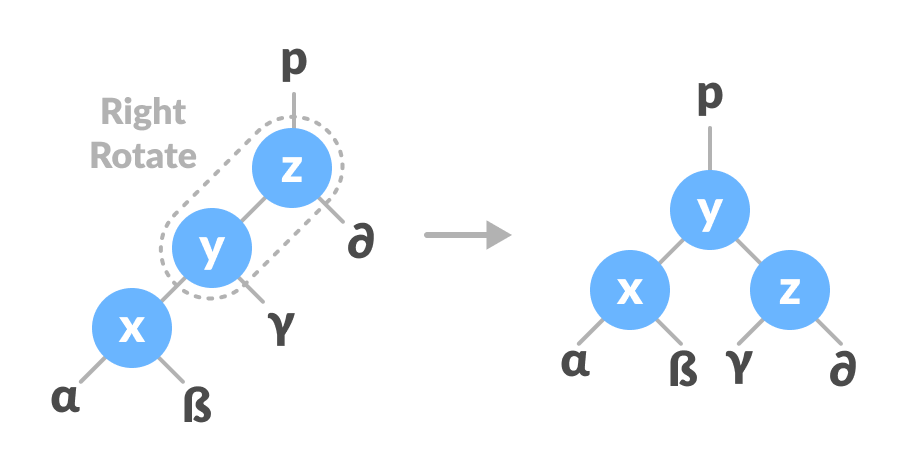 p
Right
Rotate
z
y
∂
γ
x
α
ß
p
y
x
z
α
ß
γ
∂